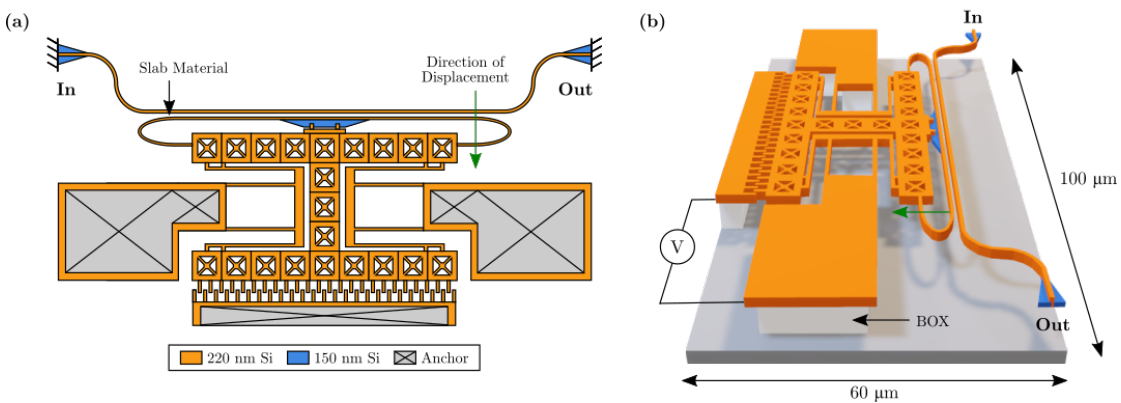 (a)
Slab Material
Direction of
Displacement
In
Out
220 nm Si
150 nm Si
Anchor
(b)
In
V
100 µm
BOX
Out
60 µm